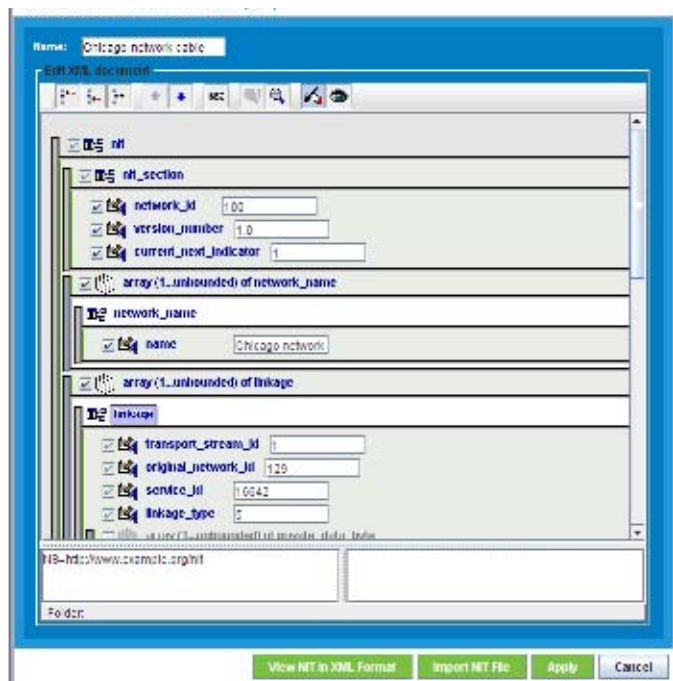 Name: Chicago network cable
Edit XML document
nit
nit_section
network_id 100
version_number 1.0
current_next_indicator 1
array (1...unbounded) of network_name
network_name
name Chicago network
array (1...unbounded) of linkage
linkage
transport_stream_id 1
original_network_id 129
service_id 16642
linkage_type 5
NS=http://www.example.org/nit
Folder:
View NIT in XML Format Import NIT File Apply Cancel